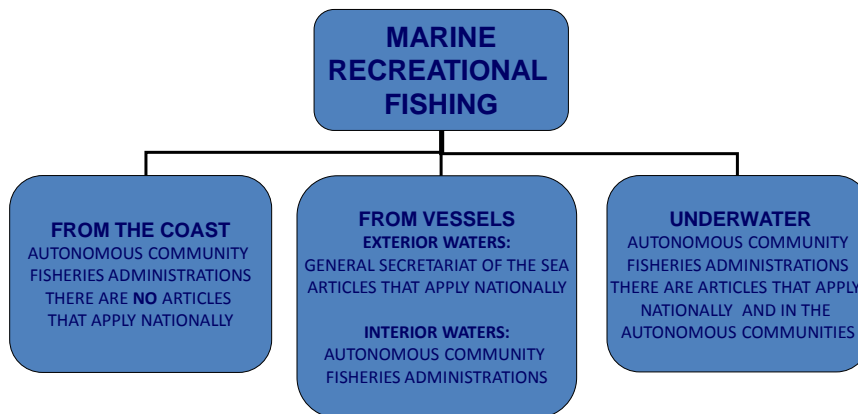 MARINE
RECREATIONAL
FISHING
FROM THE COAST
AUTONOMOUS COMMUNITY
FISHERIES ADMINISTRATIONS
THERE ARE NO ARTICLES
THAT APPLY NATIONALLY
FROM VESSELS
EXTERIOR WATERS:
GENERAL SECRETARIAT OF THE SEA
ARTICLES THAT APPLY NATIONALLY
INTERIOR WATERS:
AUTONOMOUS COMMUNITY
FISHERIES ADMINISTRATIONS
UNDERWATER
AUTONOMOUS COMMUNITY
FISHERIES ADMINISTRATIONS
THERE ARE ARTICLES THAT APPLY
NATIONALLY AND IN THE
AUTONOMOUS COMMUNITIES